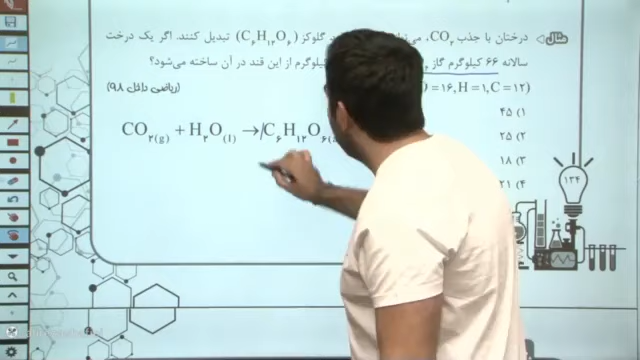 مثال درختان با جذب CO₂، قند گلوکز (C₆H₁₂O₆) تبدیل کنند. اگر یک درخت
سالانه ۶۶ کیلوگرم گاز کیلوگرم از این قند در آن ساخته می‌شود؟
(O = ۱۶, H = ۱, C = ۱۲) (ریاضی داخل ۹۸)
CO₂(g) + H₂O(l) → C₆H₁₂O₆
۱) ۴۵
۲) ۲۵
۳) ۱۸
۴) ۲۱
۱۳۴